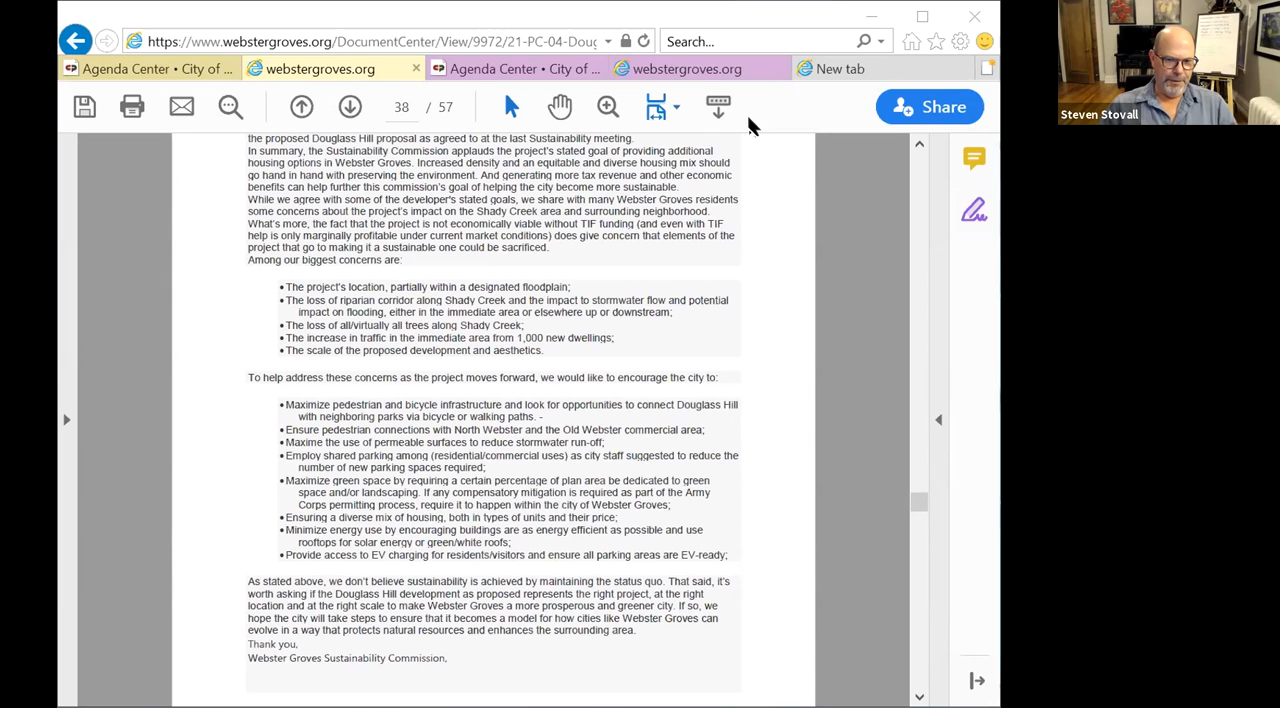 https://www.webstergroves.org/DocumentCenter/View/9972/21-PC-04-Doug
Search...
Agenda Center • City of ...
webstergroves.org
Agenda Center • City of ...
webstergroves.org
New tab
38 / 57
Share
Steven Stovall
the proposed Douglass Hill proposal as agreed to at the last Sustainability meeting.
In summary, the Sustainability Commission applauds the project's stated goal of providing additional
housing options in Webster Groves. Increased density and an equitable and diverse housing mix should
go hand in hand with preserving the environment. And generating more tax revenue and other economic
benefits can help further this commission's goal of helping the city become more sustainable.
While we agree with some of the developer's stated goals, we share with many Webster Groves residents
some concerns about the project's impact on the Shady Creek area and surrounding neighborhood.
What's more, the fact that the project is not economically viable without TIF funding (and even with TIF
help is only marginally profitable under current market conditions) does give concern that elements of the
project that go to making it a sustainable one could be sacrificed.
Among our biggest concerns are:
• The project's location, partially within a designated floodplain;
• The loss of riparian corridor along Shady Creek and the impact to stormwater flow and potential
impact on flooding, either in the immediate area or elsewhere up or downstream;
• The loss of all/virtually all trees along Shady Creek;
• The increase in traffic in the immediate area from 1,000 new dwellings;
• The scale of the proposed development and aesthetics.
To help address these concerns as the project moves forward, we would like to encourage the city to:
• Maximize pedestrian and bicycle infrastructure and look for opportunities to connect Douglass Hill
with neighboring parks via bicycle or walking paths. -
• Ensure pedestrian connections with North Webster and the Old Webster commercial area;
• Maxime the use of permeable surfaces to reduce stormwater run-off;
• Employ shared parking among (residential/commercial uses) as city staff suggested to reduce the
number of new parking spaces required;
• Maximize green space by requiring a certain percentage of plan area be dedicated to green
space and/or landscaping. If any compensatory mitigation is required as part of the Army
Corps permitting process, require it to happen within the city of Webster Groves;
• Ensuring a diverse mix of housing, both in types of units and their price;
• Minimize energy use by encouraging buildings are as energy efficient as possible and use
rooftops for solar energy or green/white roofs;
• Provide access to EV charging for residents/visitors and ensure all parking areas are EV-ready;
As stated above, we don't believe sustainability is achieved by maintaining the status quo. That said, it's
worth asking if the Douglass Hill development as proposed represents the right project, at the right
location and at the right scale to make Webster Groves a more prosperous and greener city. If so, we
hope the city will take steps to ensure that it becomes a model for how cities like Webster Groves can
evolve in a way that protects natural resources and enhances the surrounding area.
Thank you,
Webster Groves Sustainability Commission,